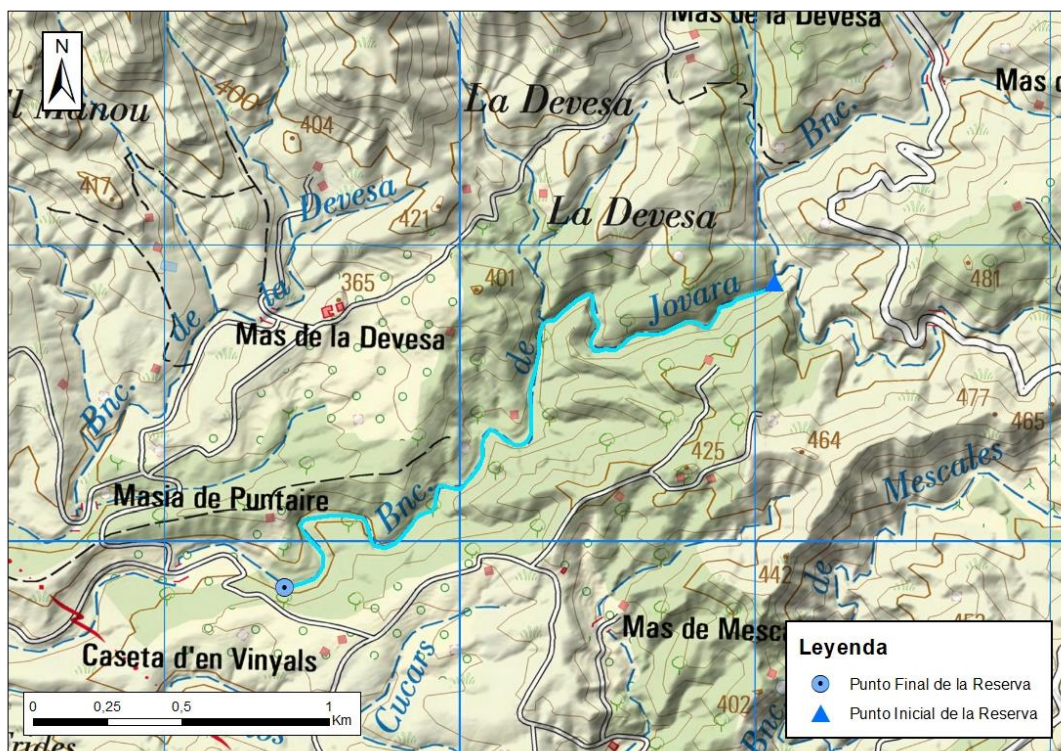 Mas de la Devesa
N
Mas d
400
La Devesa
Bnc.
l Manou
404
417
Devesa
421
La Devesa
de
la
365
401
Jovara
481
Mas de la Devesa
de
Bnc.
477
465
425
464
Mescales
Masia de Puntaire
Bnc.
de
442
Mas de Mesca
Caseta d'en Vinyals
Cucars
402
Bnc.
Leyenda
Punto Final de la Reserva
Punto Inicial de la Reserva
0 0,25 0,5 1
Km